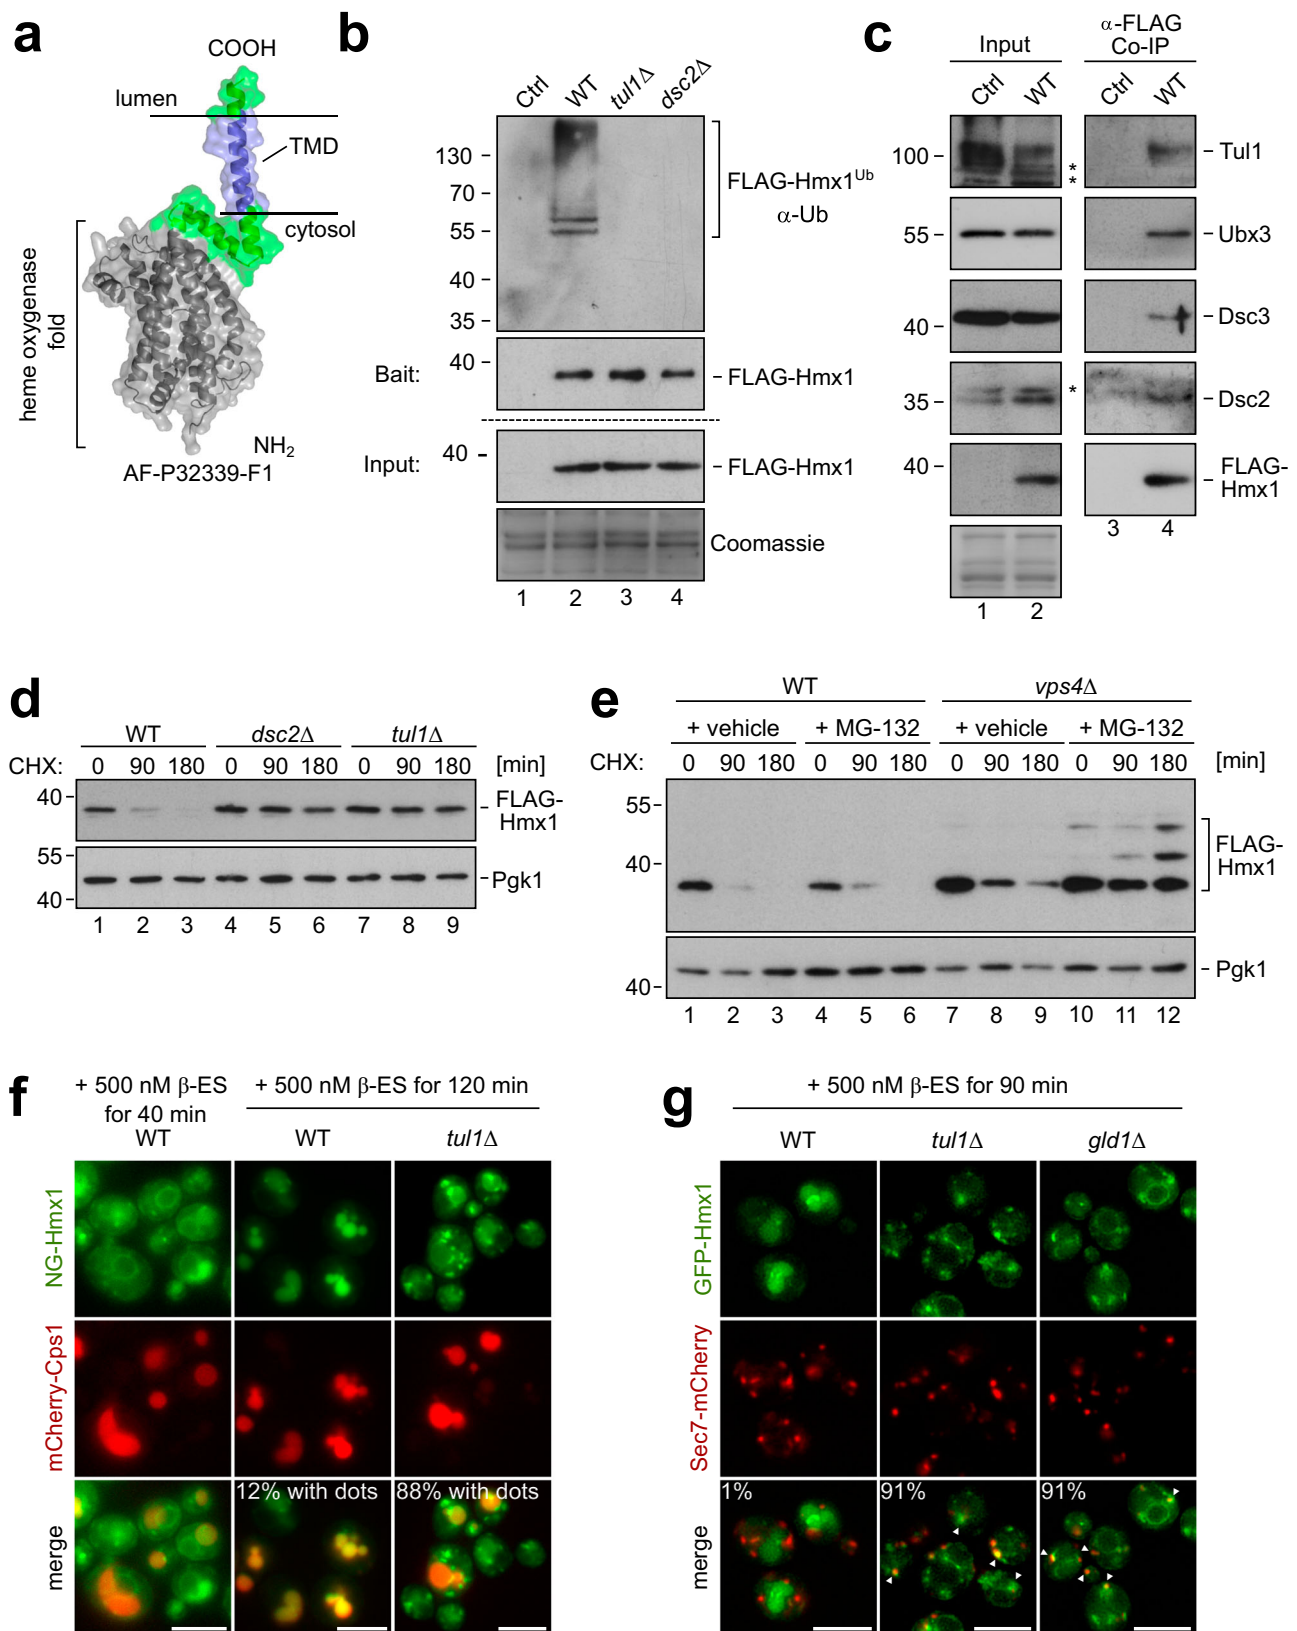 a
COOH
lumen
TMD
cytosol
heme oxygenase
fold
NH2
AF-P32339-F1
b
Ctrl WT tul1Δ dsc2Δ
130
70
55
40
35
FLAG-Hmx1Ub
α-Ub
Bait: 40 FLAG-Hmx1
Input: 40 FLAG-Hmx1
Coomassie
1 2 3 4
c
Input
α-FLAG
Co-IP
Ctrl WT Ctrl WT
100 * * Tul1
55 Ubx3
40 Dsc3
35 * Dsc2
40 FLAG-
Hmx1
3 4
1 2
d
WT dsc2Δ tul1Δ
CHX: 0 90 180 0 90 180 0 90 180 [min]
40 FLAG-
Hmx1
55
Pgk1
40
1 2 3 4 5 6 7 8 9
e
WT vps4Δ
+ vehicle + MG-132 + vehicle + MG-132
CHX: 0 90 180 0 90 180 0 90 180 0 90 180 [min]
55
40
FLAG-
Hmx1
Pgk1
40
1 2 3 4 5 6 7 8 9 10 11 12
f
+ 500 nM β-ES
for 40 min
+ 500 nM β-ES for 120 min
WT WT tul1Δ
NG-Hmx1
mCherry-Cps1
merge
12% with dots 88% with dots
g
+ 500 nM β-ES for 90 min
WT tul1Δ gld1Δ
GFP-Hmx1
Sec7-mCherry
merge
1% 91% 91%